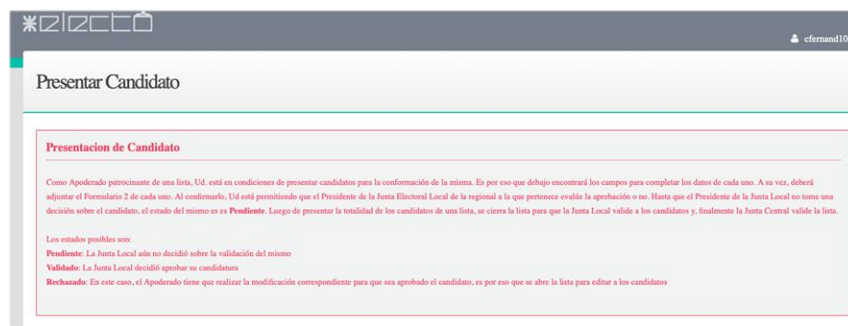 electo
cfernand10
Presentar Candidato
Presentacion de Candidato
Como Apoderado patrocinante de una lista, Ud. está en condiciones de presentar candidatos para la conformación de la misma. Es por eso que debajo encontrará los campos para completar los datos de cada uno. A su vez, deberá
adjuntar el Formulario 2 de cada uno. Al confirmarlo, Ud está permitiendo que el Presidente de la Junta Electoral Local de la regional a la que pertenece evalúe la aprobación o no. Hasta que el Presidente de la Junta Local no tome una
decisión sobre el candidato, el estado del mismo es es Pendiente. Luego de presentar la totalidad de los candidatos de una lista, se cierra la lista para que la Junta Local valide a los candidatos y, finalmente la Junta Central valide la lista.
Los estados posibles son:
Pendiente: La Junta Local aún no decidió sobre la validación del mismo
Validado: La Junta Local decidió aprobar su candidatura
Rechazado: En este caso, el Apoderado tiene que realizar la modificación correspondiente para que sea aprobado el candidato, es por eso que se abre la lista para editar a los candidatos